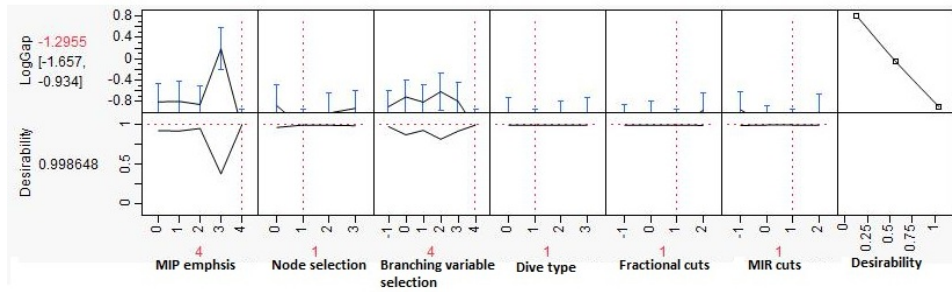 LogGap
-1.2955
[-1.657,
-0.934]
0.8
0.4
0
-0.4
-0.8
Desirability
0.998648
1
0.5
0
0 1 2 3 4
0 1 2 3
-1 0 1 2 3 4
0 1 2 3
-1 0 1 2
-1 0 1 2
0 0.25 0.5 0.75 1
4 1 4 1 1 1
MIP emphsis
Node selection
Branching variable
selection
Dive type
Fractional cuts
MIR cuts
Desirability